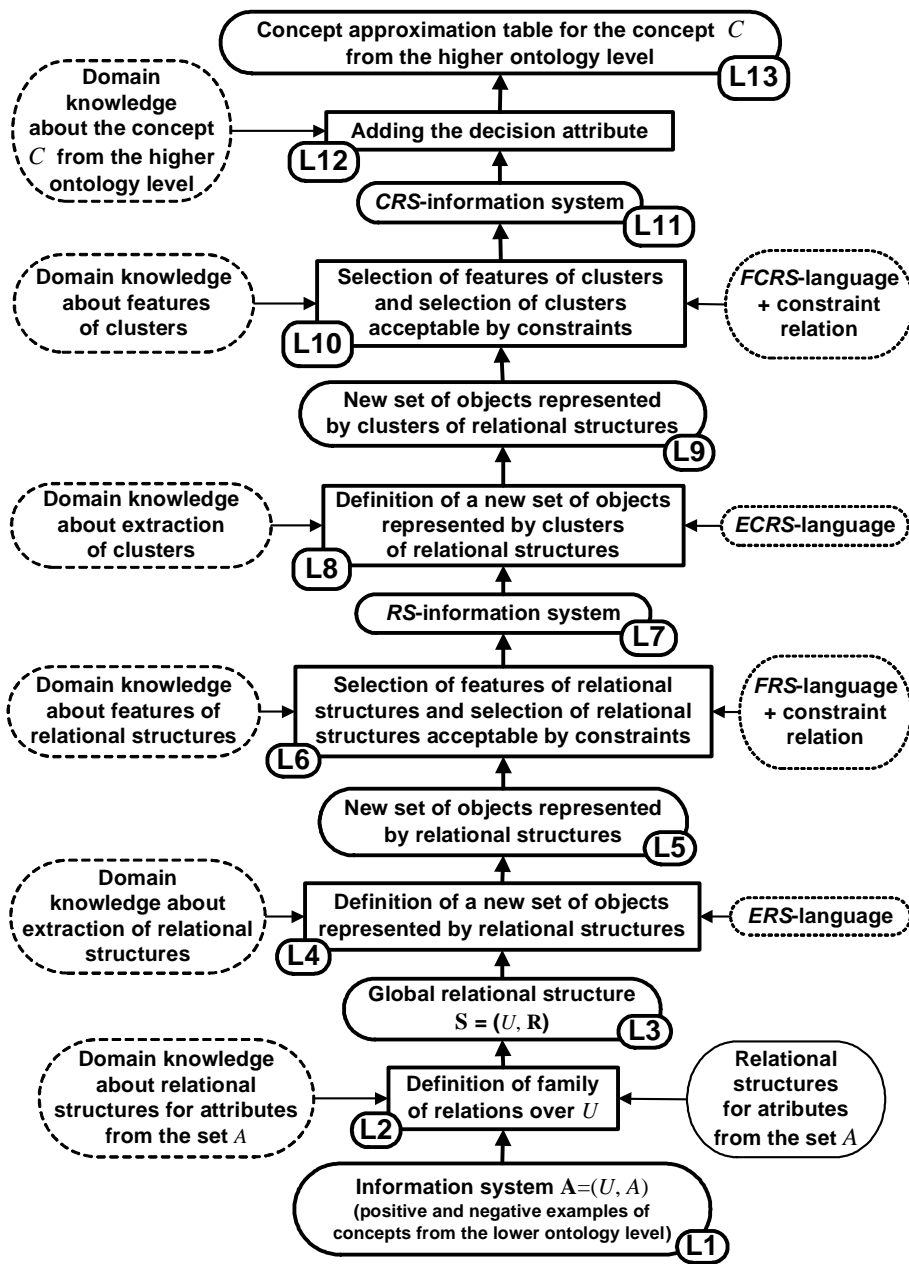 Concept approximation table for the concept C
from the higher ontology level
L13
Domain
knowledge
about the concept
C from the higher
ontology level
Adding the decision attribute
L12
CRS-information system
L11
Domain knowledge
about features
of clusters
Selection of features of clusters
and selection of clusters
acceptable by constraints
L10
FCRS-language
+ constraint
relation
New set of objects represented
by clusters of relational structures
L9
Domain knowledge
about extraction
of clusters
Definition of a new set of objects
represented by clusters
of relational structures
L8
ECRS-language
RS-information system
L7
Domain knowledge
about features of
relational structures
Selection of features of relational
structures and selection of relational
structures acceptable by constraints
L6
FRS-language
+ constraint
relation
New set of objects represented
by relational structures
L5
Domain
knowledge about
extraction of relational
structures
Definition of a new set of objects
represented by relational structures
L4
ERS-language
Global relational structure
S = (U, R)
L3
Domain knowledge
about relational
structures for attributes
from the set A
Definition of family
of relations over U
L2
Relational
structures
for atributes
from the set A
Information system A=(U, A)
(positive and negative examples of
concepts from the lower ontology level)
L1